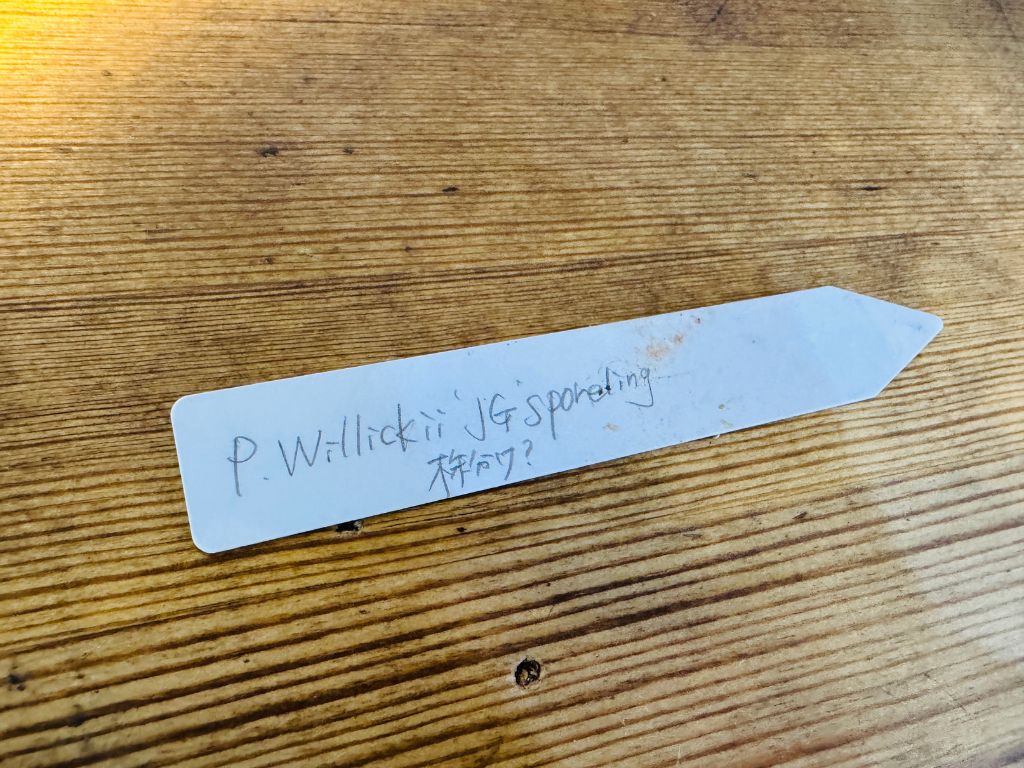 P. Willickii 'JG' sporeling
株分け?